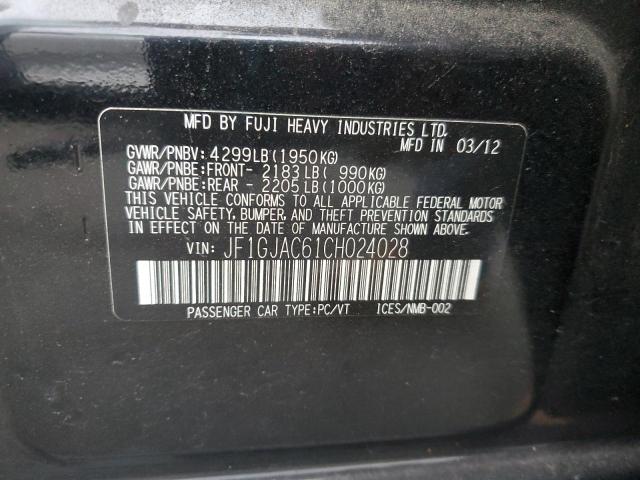 MFD BY FUJI HEAVY INDUSTRIES LTD.
MFD IN 03/12
GVWR/PNBV: 4299LB(1950KG)
GAWR/PNBE:FRONT- 2183LB( 990KG)
GAWR/PNBE:REAR - 2205LB(1000KG)
THIS VEHICLE CONFORMS TO ALL APPLICABLE FEDERAL MOTOR
VEHICLE SAFETY, BUMPER, AND THEFT PREVENTION STANDARDS
IN EFFECT ON THE DATE OF MANUFACTURE SHOWN ABOVE.
VIN: JF1GJAC61CH024028
PASSENGER CAR TYPE:PC/VT ICES/NMB-002